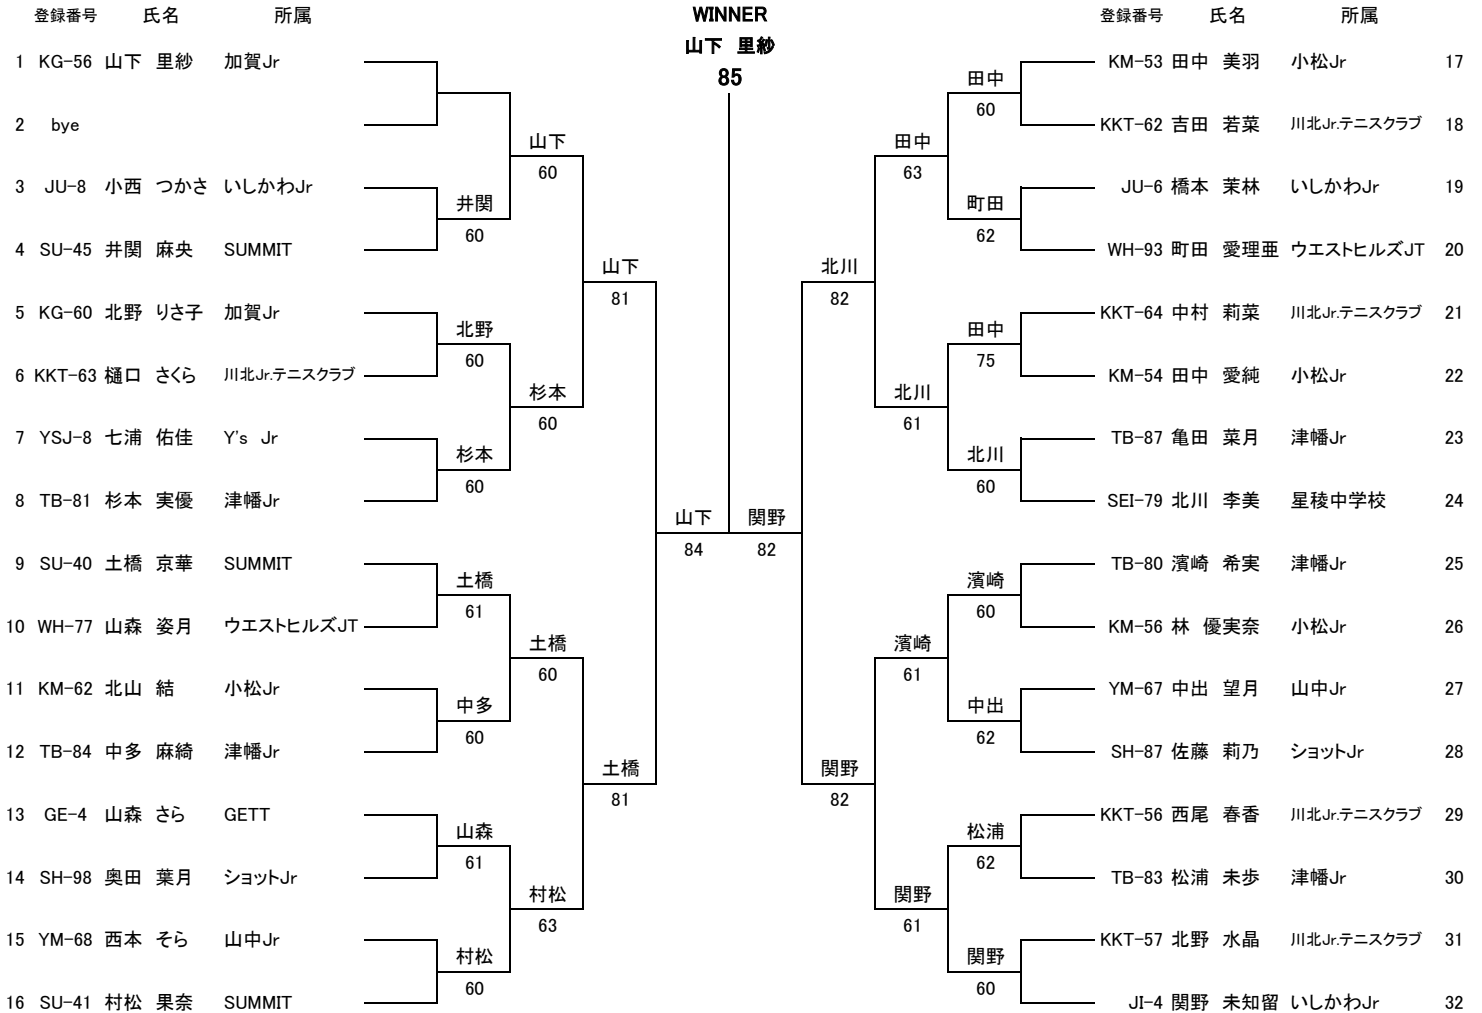 登録番号 氏名 所属 WINNER 登録番号 氏名 所属
山下 里紗
85
1 KG-56 山下 里紗 加賀Jr
2 bye
3 JU-8 小西 つかさ いしかわJr
4 SU-45 井関 麻央 SUMMIT
5 KG-60 北野 りさ子 加賀Jr
6 KKT-63 樋口 さくら 川北Jr.テニスクラブ
7 YSJ-8 七浦 佑佳 Y's Jr
8 TB-81 杉本 実優 津幡Jr
9 SU-40 土橋 京華 SUMMIT
10 WH-77 山森 姿月 ウエストヒルズJT
11 KM-62 北山 結 小松Jr
12 TB-84 中多 麻綺 津幡Jr
13 GE-4 山森 さら GETT
14 SH-98 奥田 葉月 ショットJr
15 YM-68 西本 そら 山中Jr
16 SU-41 村松 果奈 SUMMIT
井関
60
北野
60
杉本
60
土橋
61
中多
60
山森
61
村松
60
山下
60
杉本
60
土橋
60
村松
63
山下
81
土橋
81
山下
84
関野
82
北川
82
関野
82
田中
63
北川
61
濱崎
61
関野
61
田中
60
町田
62
田中
75
北川
60
濱崎
60
中出
62
松浦
62
関野
60
KM-53 田中 美羽 小松Jr 17
KKT-62 吉田 若菜 川北Jr.テニスクラブ 18
JU-6 橋本 茉林 いしかわJr 19
WH-93 町田 愛理亜 ウエストヒルズJT 20
KKT-64 中村 莉菜 川北Jr.テニスクラブ 21
KM-54 田中 愛純 小松Jr 22
TB-87 亀田 菜月 津幡Jr 23
SEI-79 北川 李美 星稜中学校 24
TB-80 濱崎 希実 津幡Jr 25
KM-56 林 優実奈 小松Jr 26
YM-67 中出 望月 山中Jr 27
SH-87 佐藤 莉乃 ショットJr 28
KKT-56 西尾 春香 川北Jr.テニスクラブ 29
TB-83 松浦 未歩 津幡Jr 30
KKT-57 北野 水晶 川北Jr.テニスクラブ 31
JI-4 関野 未知留 いしかわJr 32